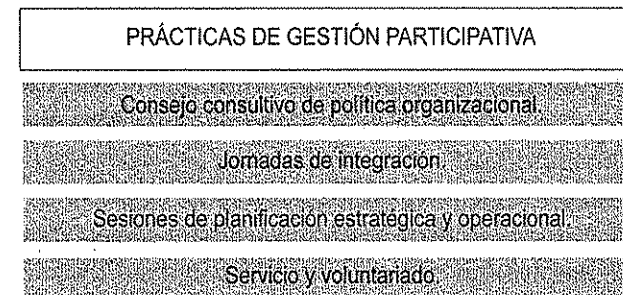 PRÁCTICAS DE GESTIÓN PARTICIPATIVA
Consejo consultivo de política organizacional.
Jornadas de integración.
Sesiones de planificación estratégica y operacional.
Servicio y voluntariado.